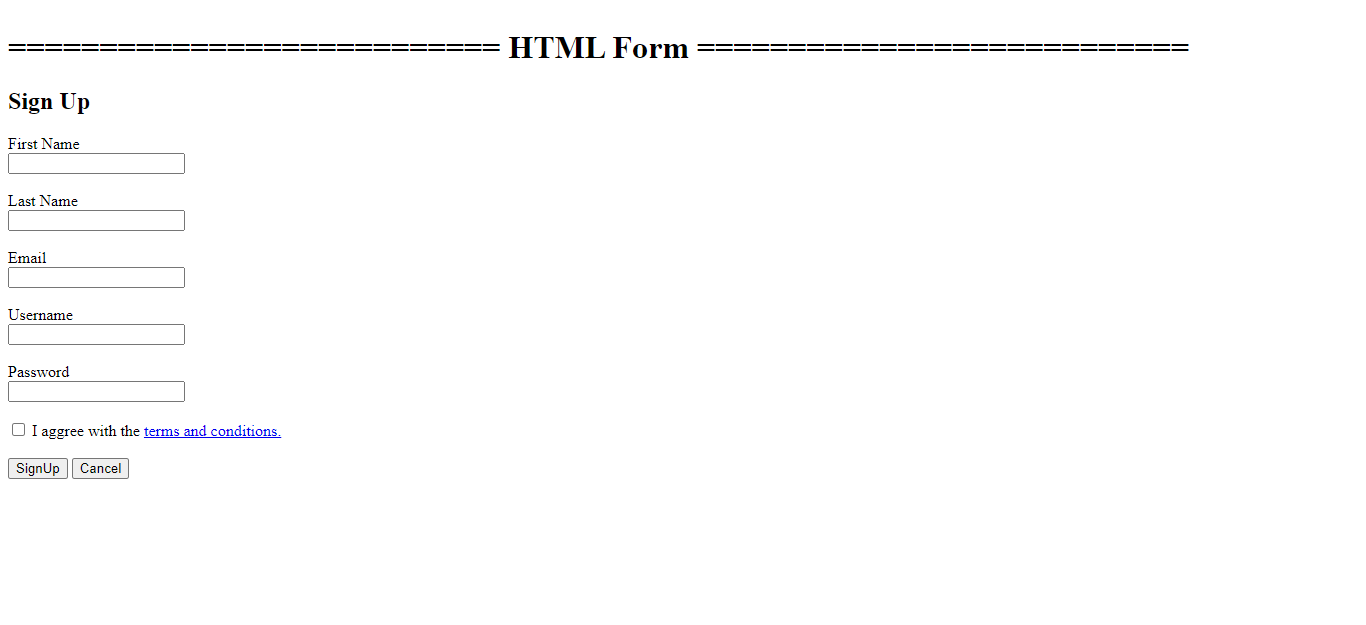 =========================== HTML Form ===========================
Sign Up
First Name
Last Name
Email
Username
Password
I aggree with the terms and conditions.
SignUp Cancel